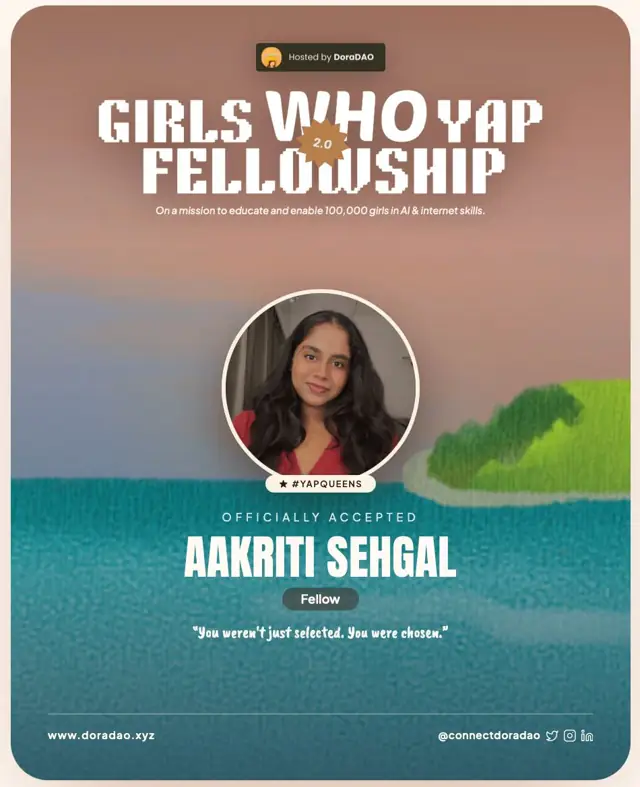 Hosted by DoraDAO
GIRLS WHO YAP
2.0
FELLOWSHIP
On a mission to educate and enable 100,000 girls in AI & internet skills.
★ #YAPQUEENS
OFFICIALLY ACCEPTED
AAKRITI SEHGAL
Fellow
"You weren't just selected. You were chosen."
www.doradao.xyz
@connectdoradao